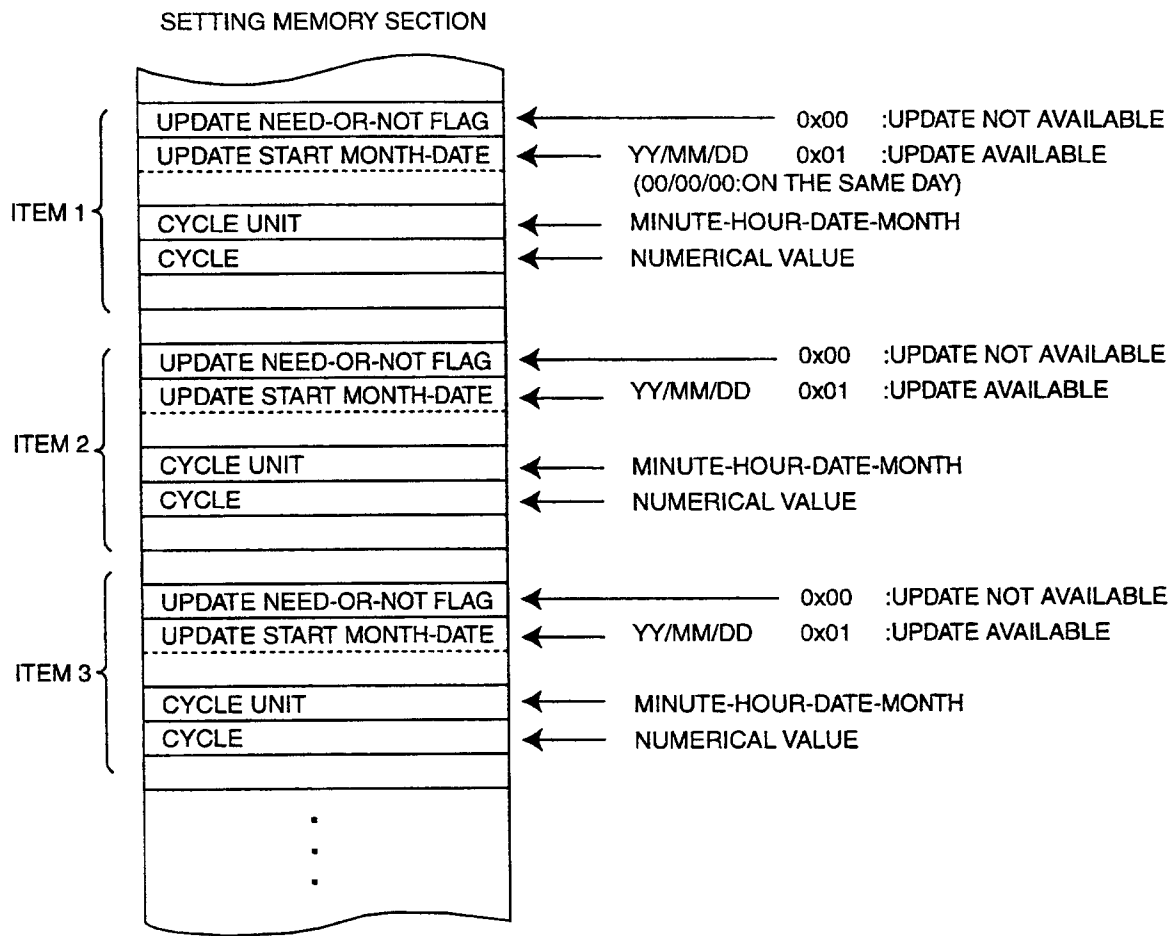 SETTING MEMORY SECTION
UPDATE NEED-OR-NOT FLAG 0x00 :UPDATE NOT AVAILABLE
UPDATE START MONTH-DATE YY/MM/DD 0x01 :UPDATE AVAILABLE
(00/00/00:ON THE SAME DAY)
ITEM 1
CYCLE UNIT MINUTE-HOUR-DATE-MONTH
CYCLE NUMERICAL VALUE
UPDATE NEED-OR-NOT FLAG 0x00 :UPDATE NOT AVAILABLE
UPDATE START MONTH-DATE YY/MM/DD 0x01 :UPDATE AVAILABLE
ITEM 2
CYCLE UNIT MINUTE-HOUR-DATE-MONTH
CYCLE NUMERICAL VALUE
UPDATE NEED-OR-NOT FLAG 0x00 :UPDATE NOT AVAILABLE
UPDATE START MONTH-DATE YY/MM/DD 0x01 :UPDATE AVAILABLE
ITEM 3
CYCLE UNIT MINUTE-HOUR-DATE-MONTH
CYCLE NUMERICAL VALUE